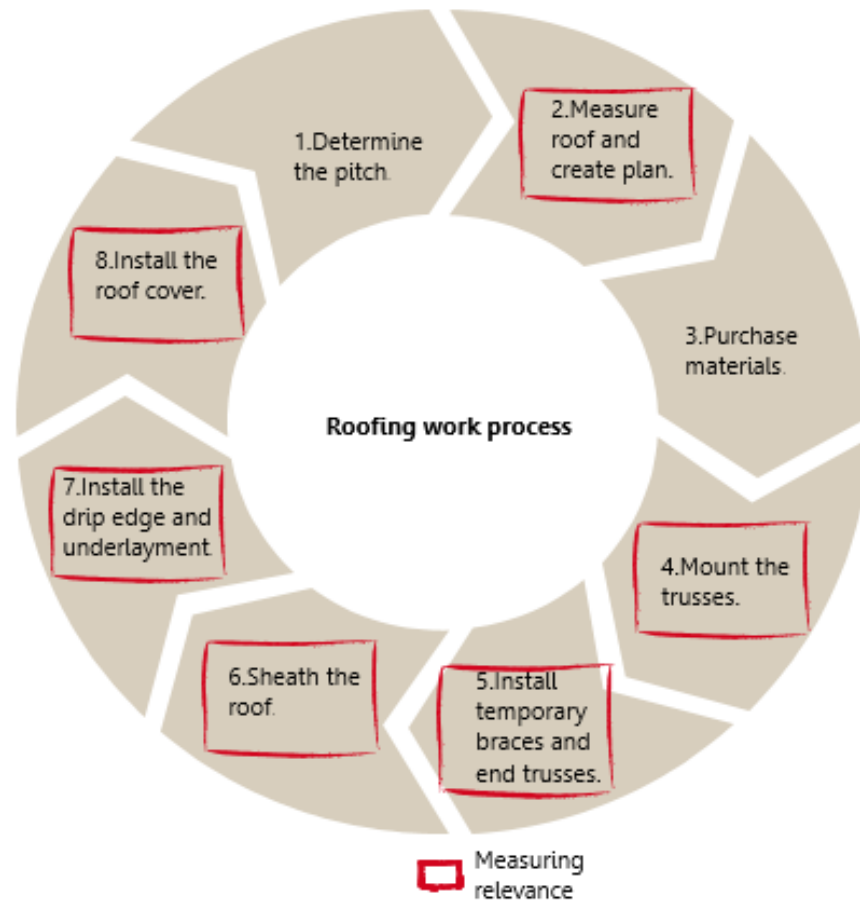 1.Determine
the pitch.
2.Measure
roof and
create plan.
3.Purchase
materials.
4.Mount the
trusses.
5.Install
temporary
braces and
end trusses.
6.Sheath the
roof.
7.Install the
drip edge and
underlayment.
8.Install the
roof cover.
Roofing work process
Measuring
relevance